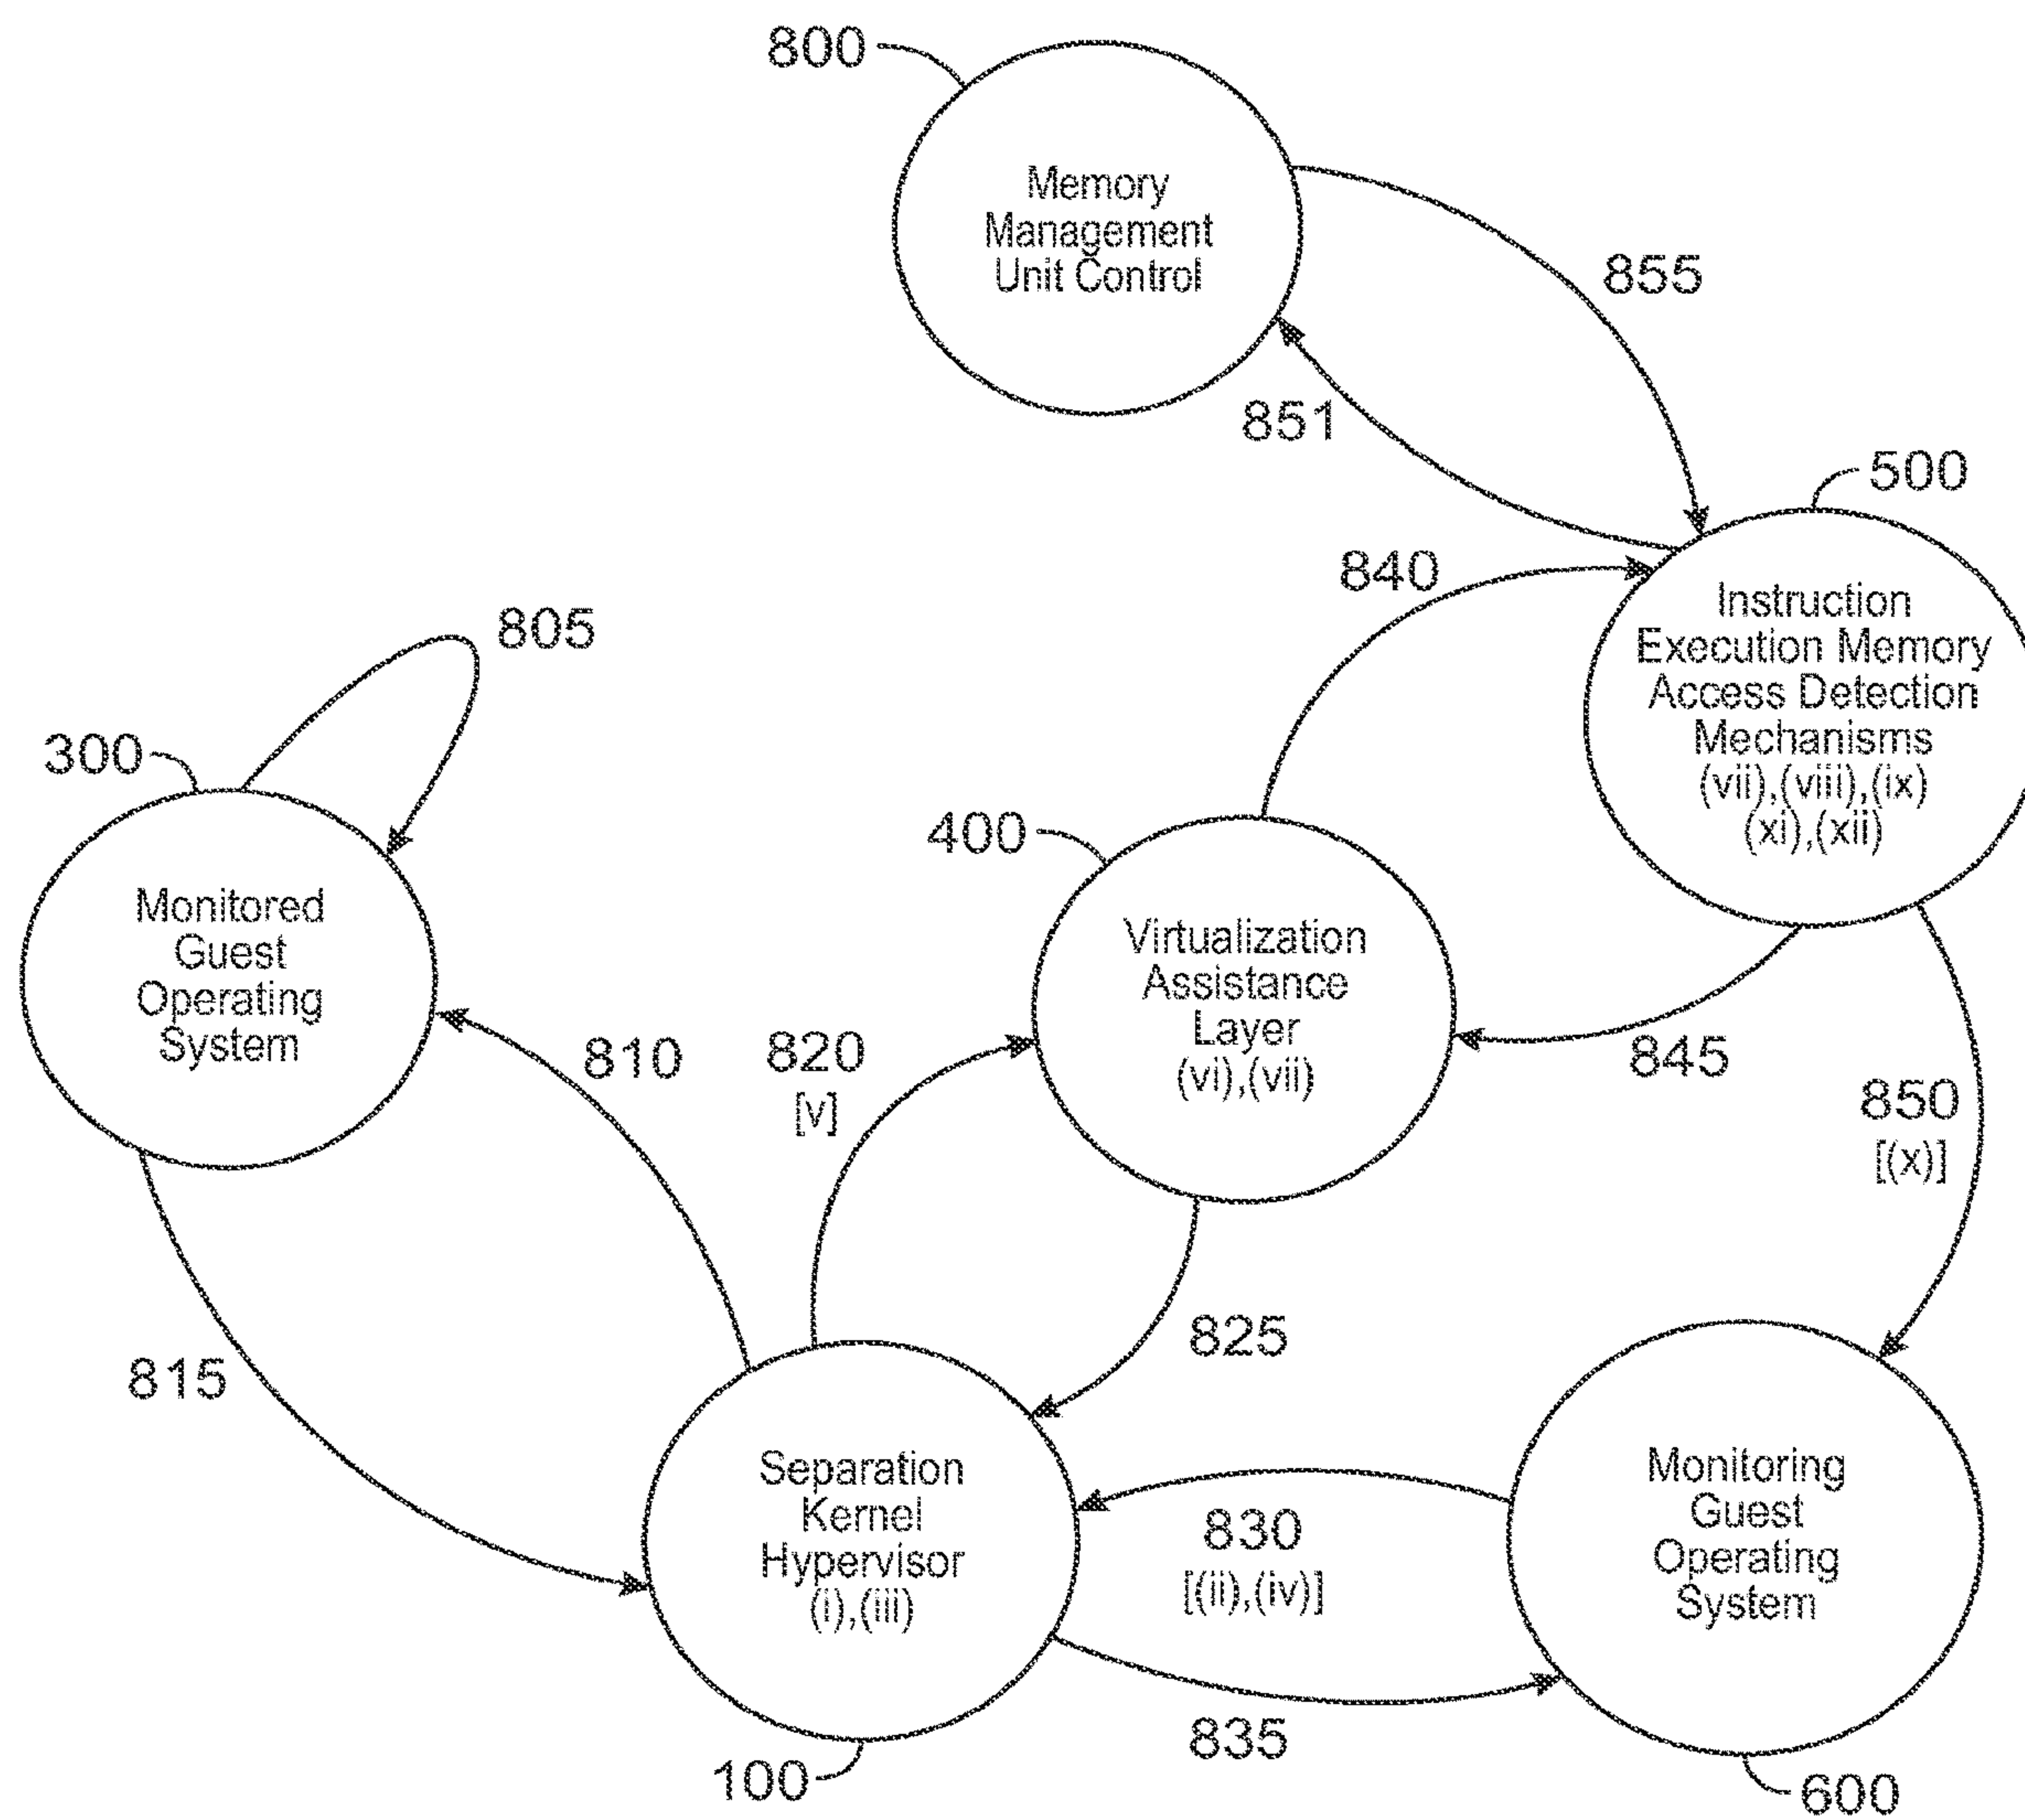 800
Memory
Management
Unit Control
855
851
500
840
Instruction
Execution Memory
Access Detection
Mechanisms
(vii),(viii),(ix)
(xi),(xii)
805
300
400
Monitored
Guest
Operating
System
Virtualization
Assistance
Layer
(vi),(vii)
810
820
[v]
845
850
[(x)]
815
825
Separation
Kernel
Hypervisor
(i),(iii)
830
[(ii),(iv)]
Monitoring
Guest
Operating
System
835
100
600